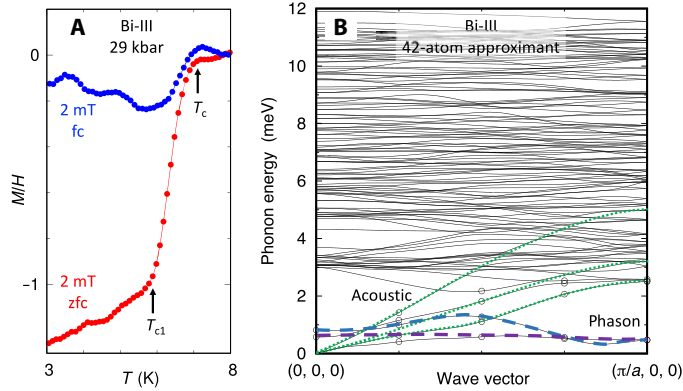 A
Bi-III
29 kbar
0
2 mT
fc
Tc
M/H
−1
2 mT
zfc
Tc1
3
8
T (K)
B
Bi-III
42-atom approximant
12
10
8
6
4
2
0
Phonon energy (meV)
Acoustic
Phason
(0, 0, 0)
Wave vector
(π/a, 0, 0)